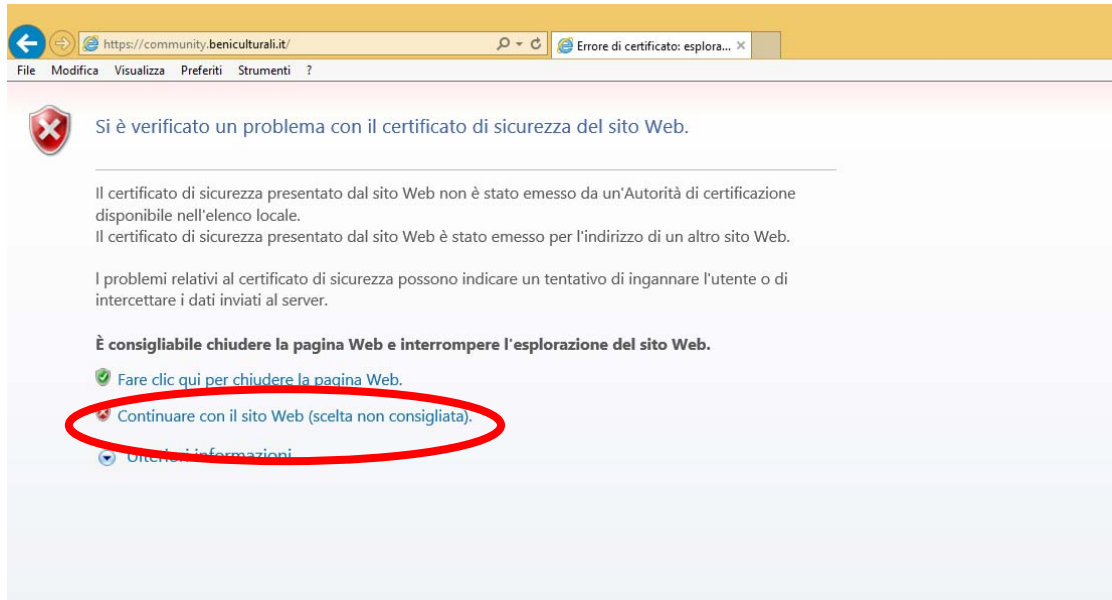 https://community.beniculturali.it/
Errore di certificato: esplora...
File Modifica Visualizza Preferiti Strumenti ?
Si è verificato un problema con il certificato di sicurezza del sito Web.
Il certificato di sicurezza presentato dal sito Web non è stato emesso da un'Autorità di certificazione
disponibile nell'elenco locale.
Il certificato di sicurezza presentato dal sito Web è stato emesso per l'indirizzo di un altro sito Web.
I problemi relativi al certificato di sicurezza possono indicare un tentativo di ingannare l'utente o di
intercettare i dati inviati al server.
È consigliabile chiudere la pagina Web e interrompere l'esplorazione del sito Web.
Fare clic qui per chiudere la pagina Web.
Continuare con il sito Web (scelta non consigliata).
Ulteriori informazioni